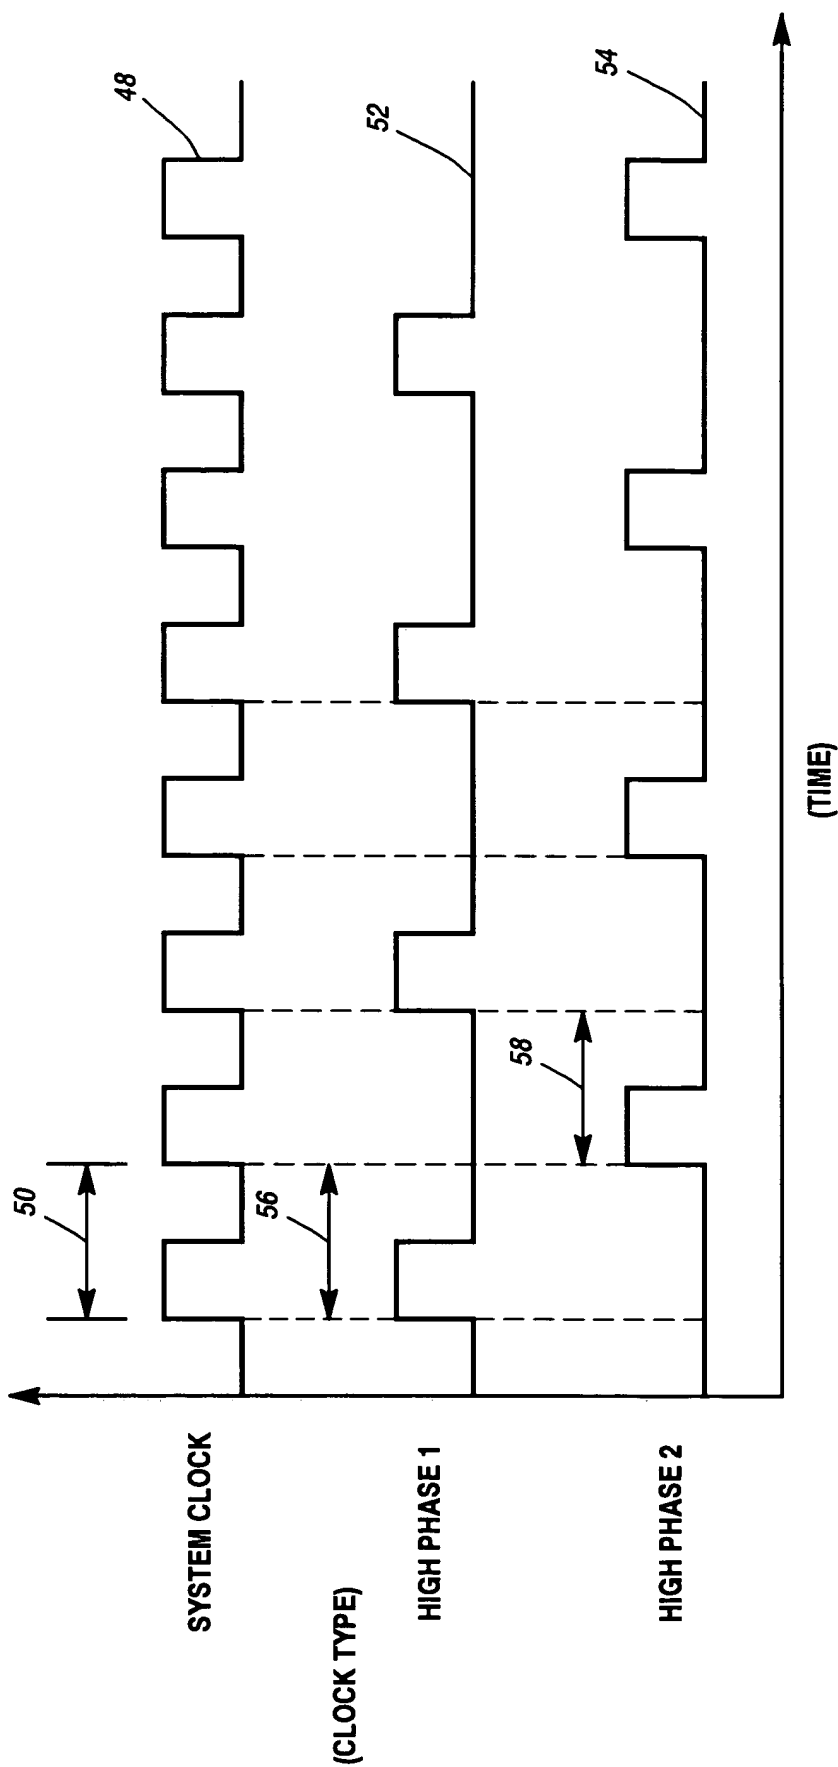 50
48
SYSTEM CLOCK
56
52
(CLOCK TYPE)
HIGH PHASE 1
58
54
HIGH PHASE 2
(TIME)